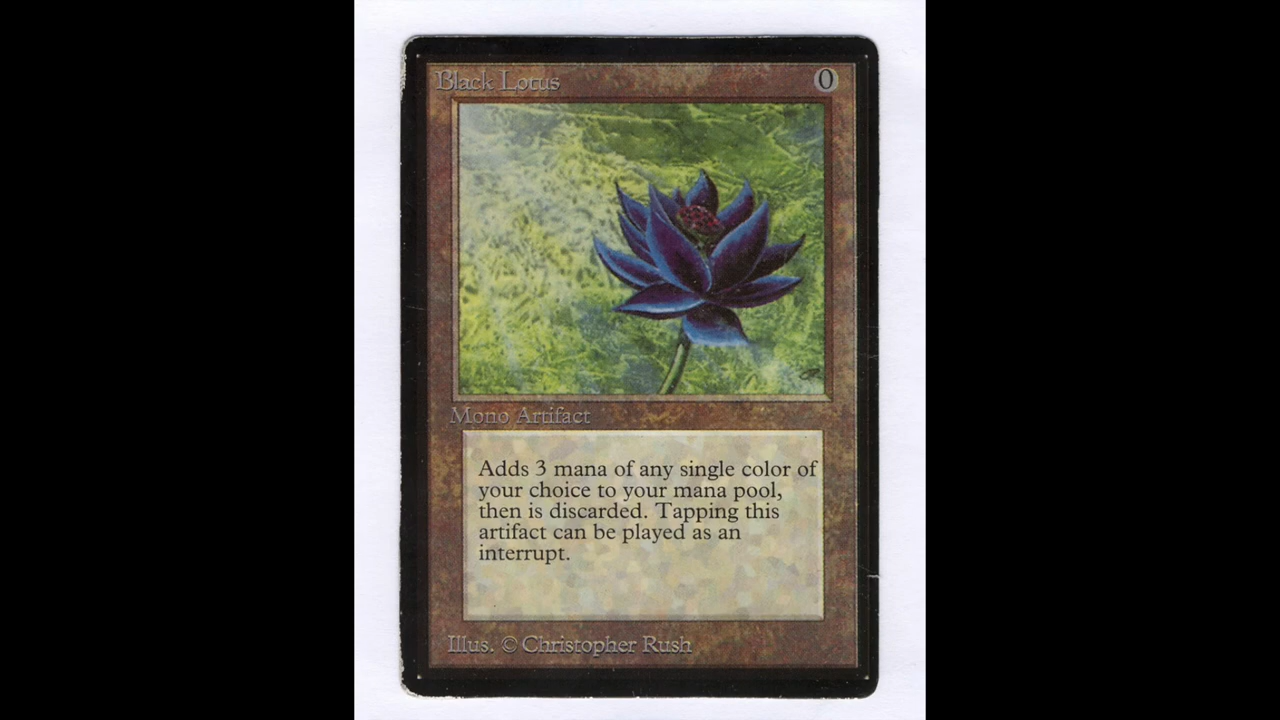 Black Lotus 0
Mono Artifact
Adds 3 mana of any single color of
your choice to your mana pool,
then is discarded. Tapping this
artifact can be played as an
interrupt.
Illus. © Christopher Rush